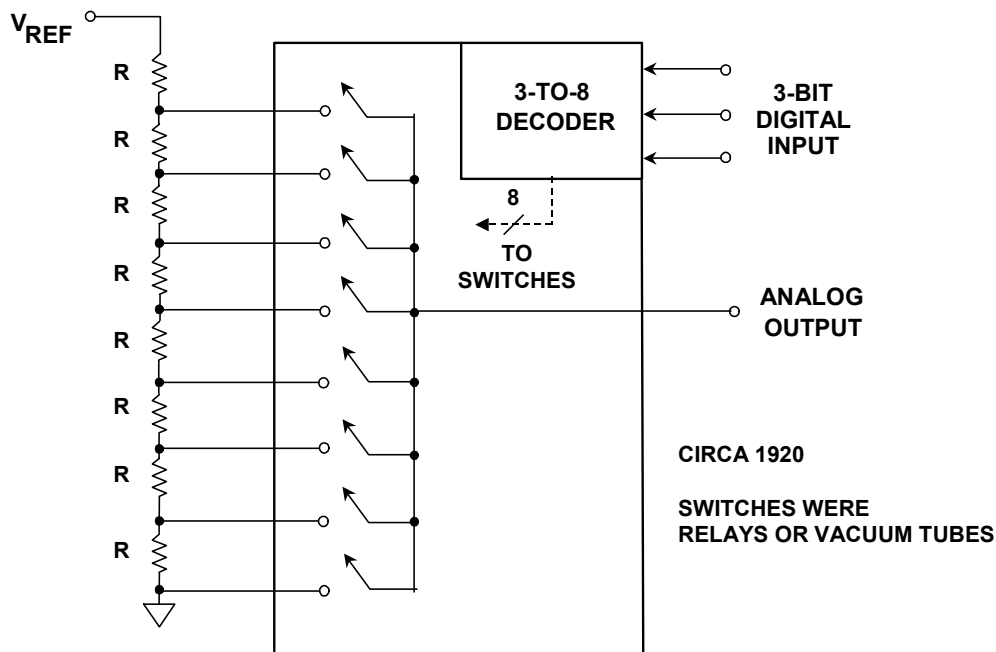 V
REF
R
R
R
R
R
R
R
R
3-TO-8
DECODER
3-BIT
DIGITAL
INPUT
8
TO
SWITCHES
ANALOG
OUTPUT
CIRCA 1920
SWITCHES WERE
RELAYS OR VACUUM TUBES